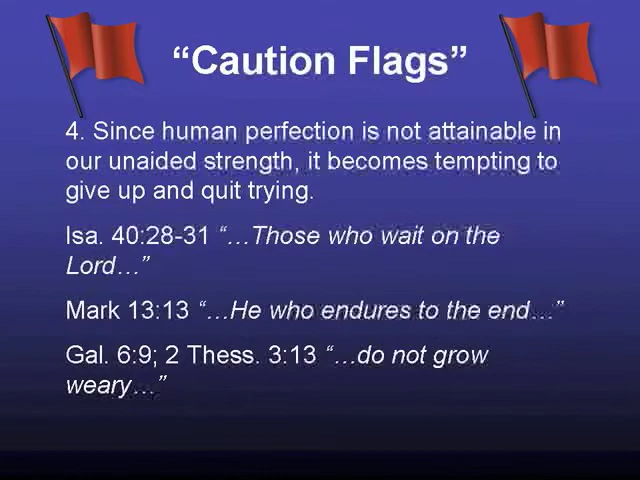 “Caution Flags”
4. Since human perfection is not attainable in
our unaided strength, it becomes tempting to
give up and quit trying.
Isa. 40:28-31 “…Those who wait on the
Lord…”
Mark 13:13 “…He who endures to the end…”
Gal. 6:9; 2 Thess. 3:13 “…do not grow
weary…”